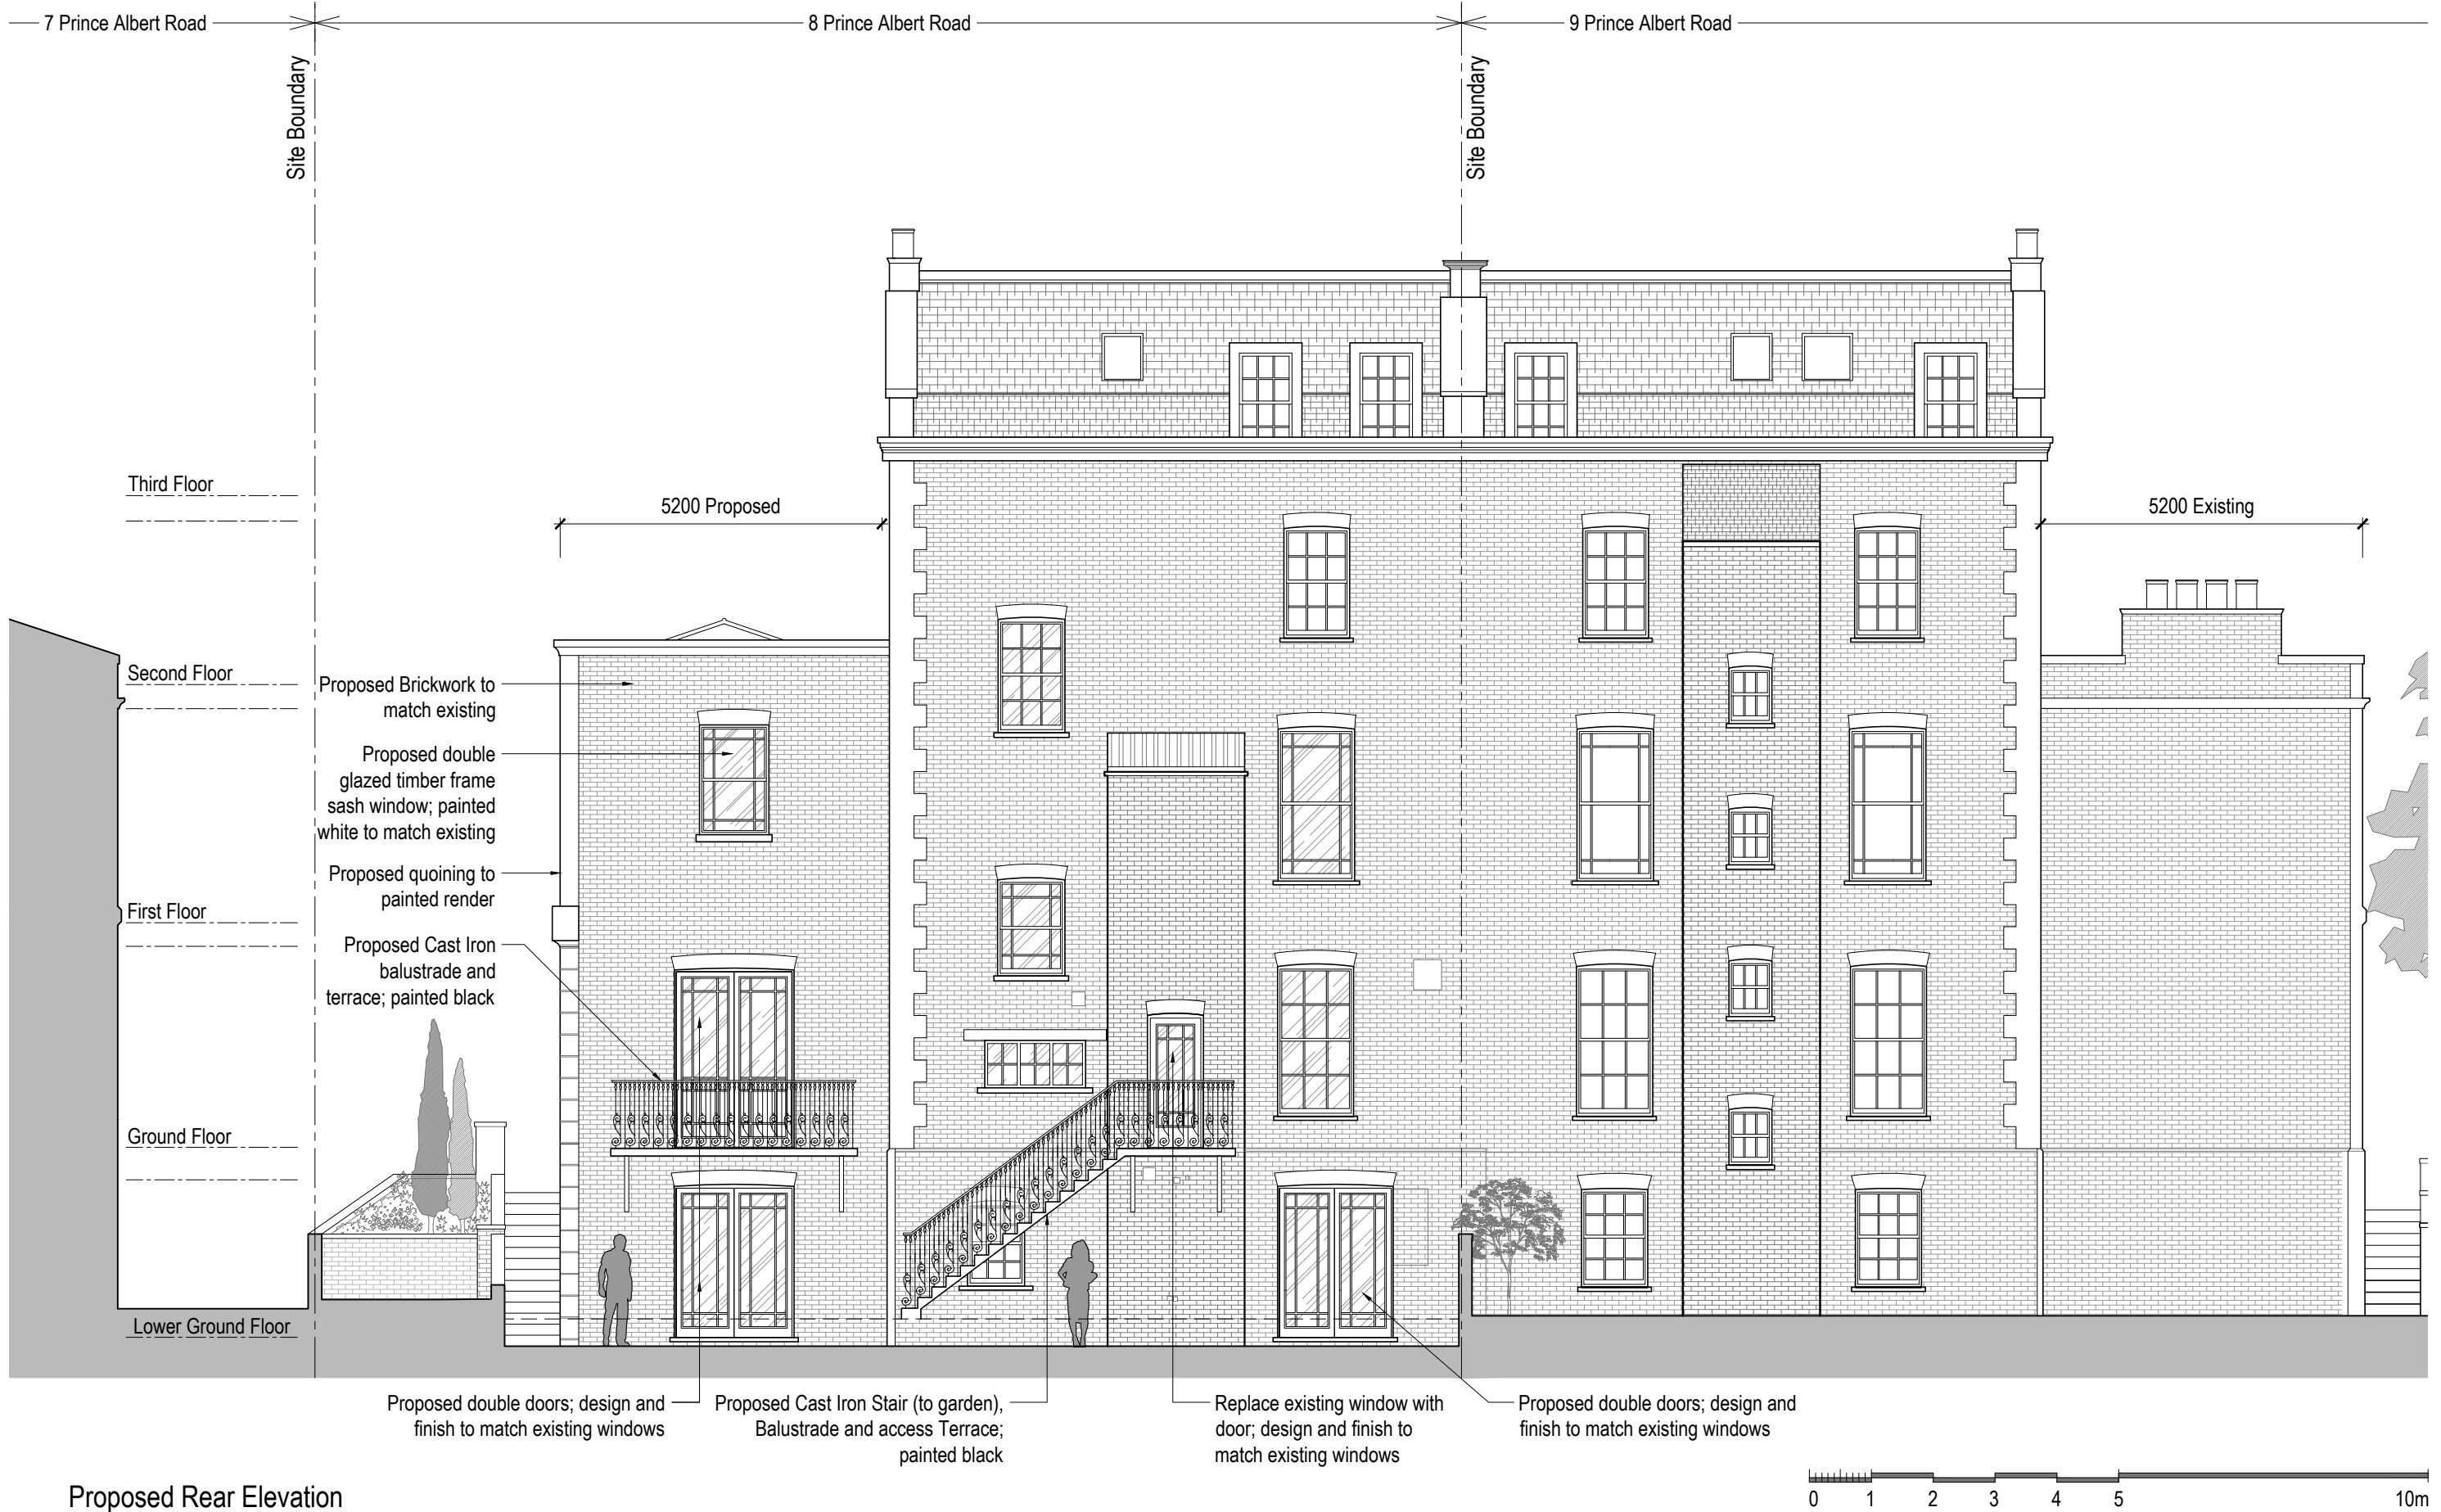 7 Prince Albert Road
8 Prince Albert Road
9 Prince Albert Road
Site Boundary
Site Boundary
Third Floor
5200 Proposed
5200 Existing
Second Floor
Proposed Brickwork to
match existing
Proposed double
glazed timber frame
sash window; painted
white to match existing
Proposed quoining to
painted render
First Floor
Proposed Cast Iron
balustrade and
terrace; painted black
Ground Floor
Lower Ground Floor
Proposed double doors; design and
finish to match existing windows
Proposed Cast Iron Stair (to garden),
Balustrade and access Terrace;
painted black
Replace existing window with
door; design and finish to
match existing windows
Proposed double doors; design and
finish to match existing windows
Proposed Rear Elevation
0 1 2 3 4 5 10m